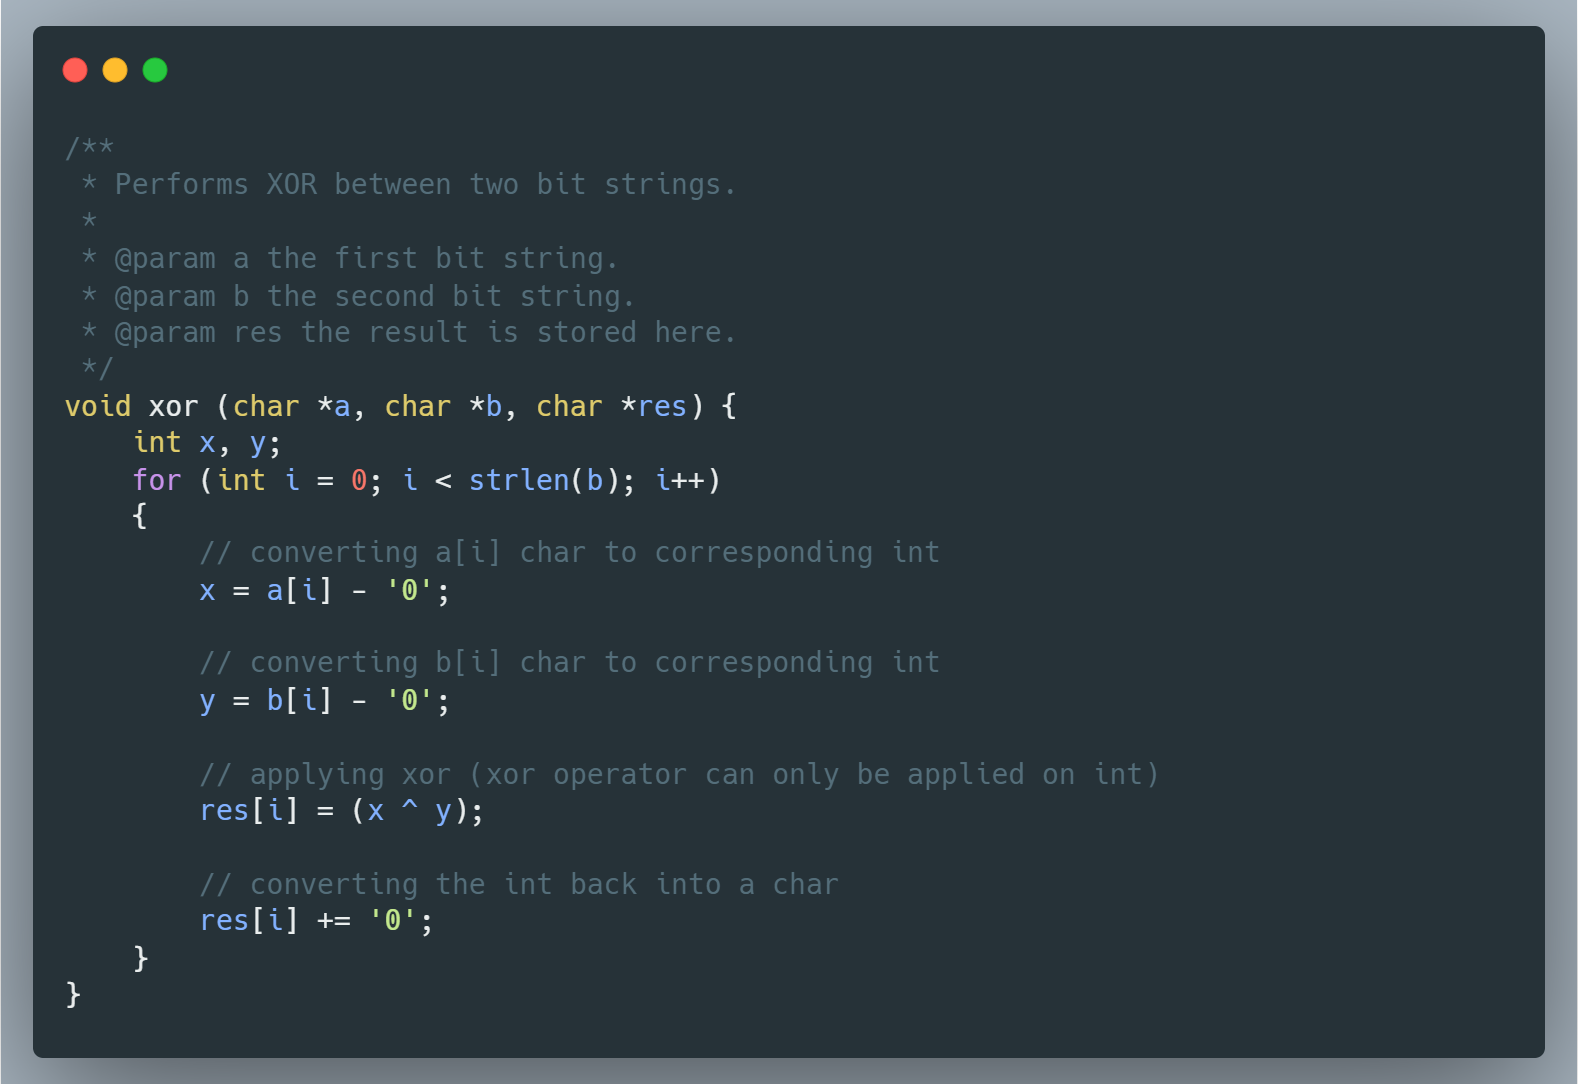 /**
 * Performs XOR between two bit strings.
 *
 * @param a the first bit string.
 * @param b the second bit string.
 * @param res the result is stored here.
 */
void xor (char *a, char *b, char *res) {
    int x, y;
    for (int i = 0; i < strlen(b); i++)
    {
        // converting a[i] char to corresponding int
        x = a[i] - '0';

        // converting b[i] char to corresponding int
        y = b[i] - '0';

        // applying xor (xor operator can only be applied on int)
        res[i] = (x ^ y);

        // converting the int back into a char
        res[i] += '0';
    }
}